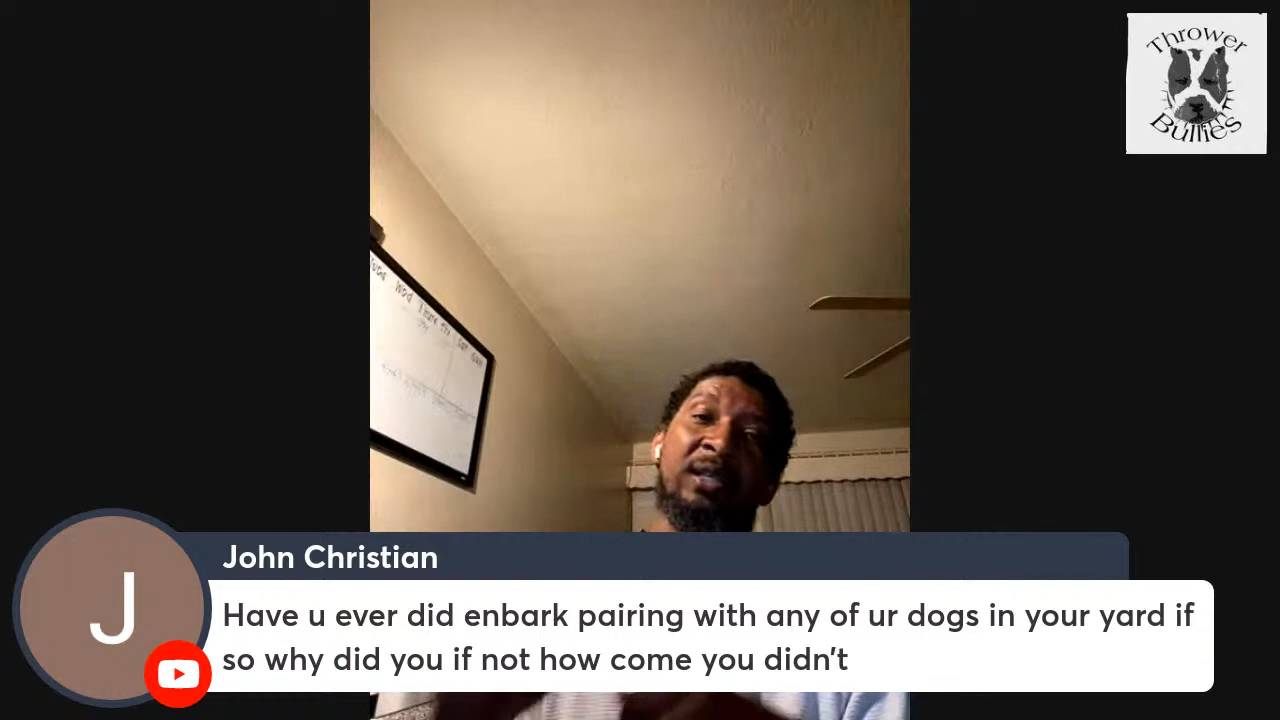 Thrower
Bullies
Wed
John Christian
J
Have u ever did enbark pairing with any of ur dogs in your yard if
so why did you if not how come you didn't